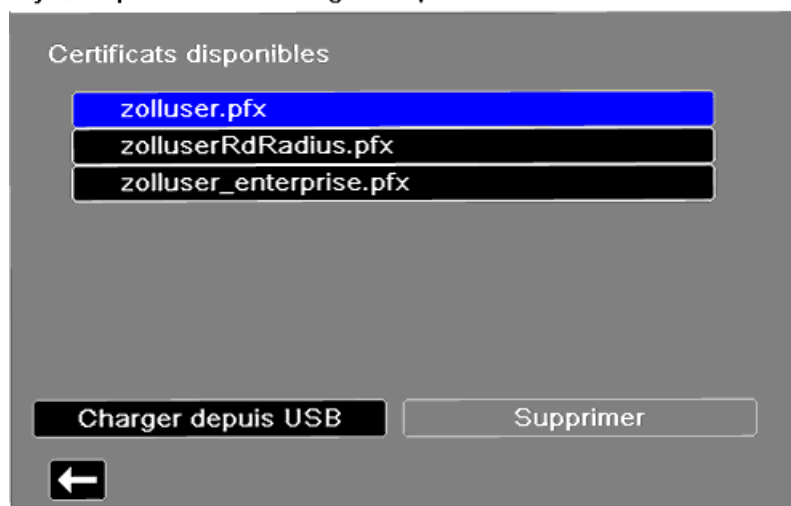 Certificats disponibles
zolluser.pfx
zolluserRdRadius.pfx
zolluser_enterprise.pfx
Charger depuis USB
Supprimer